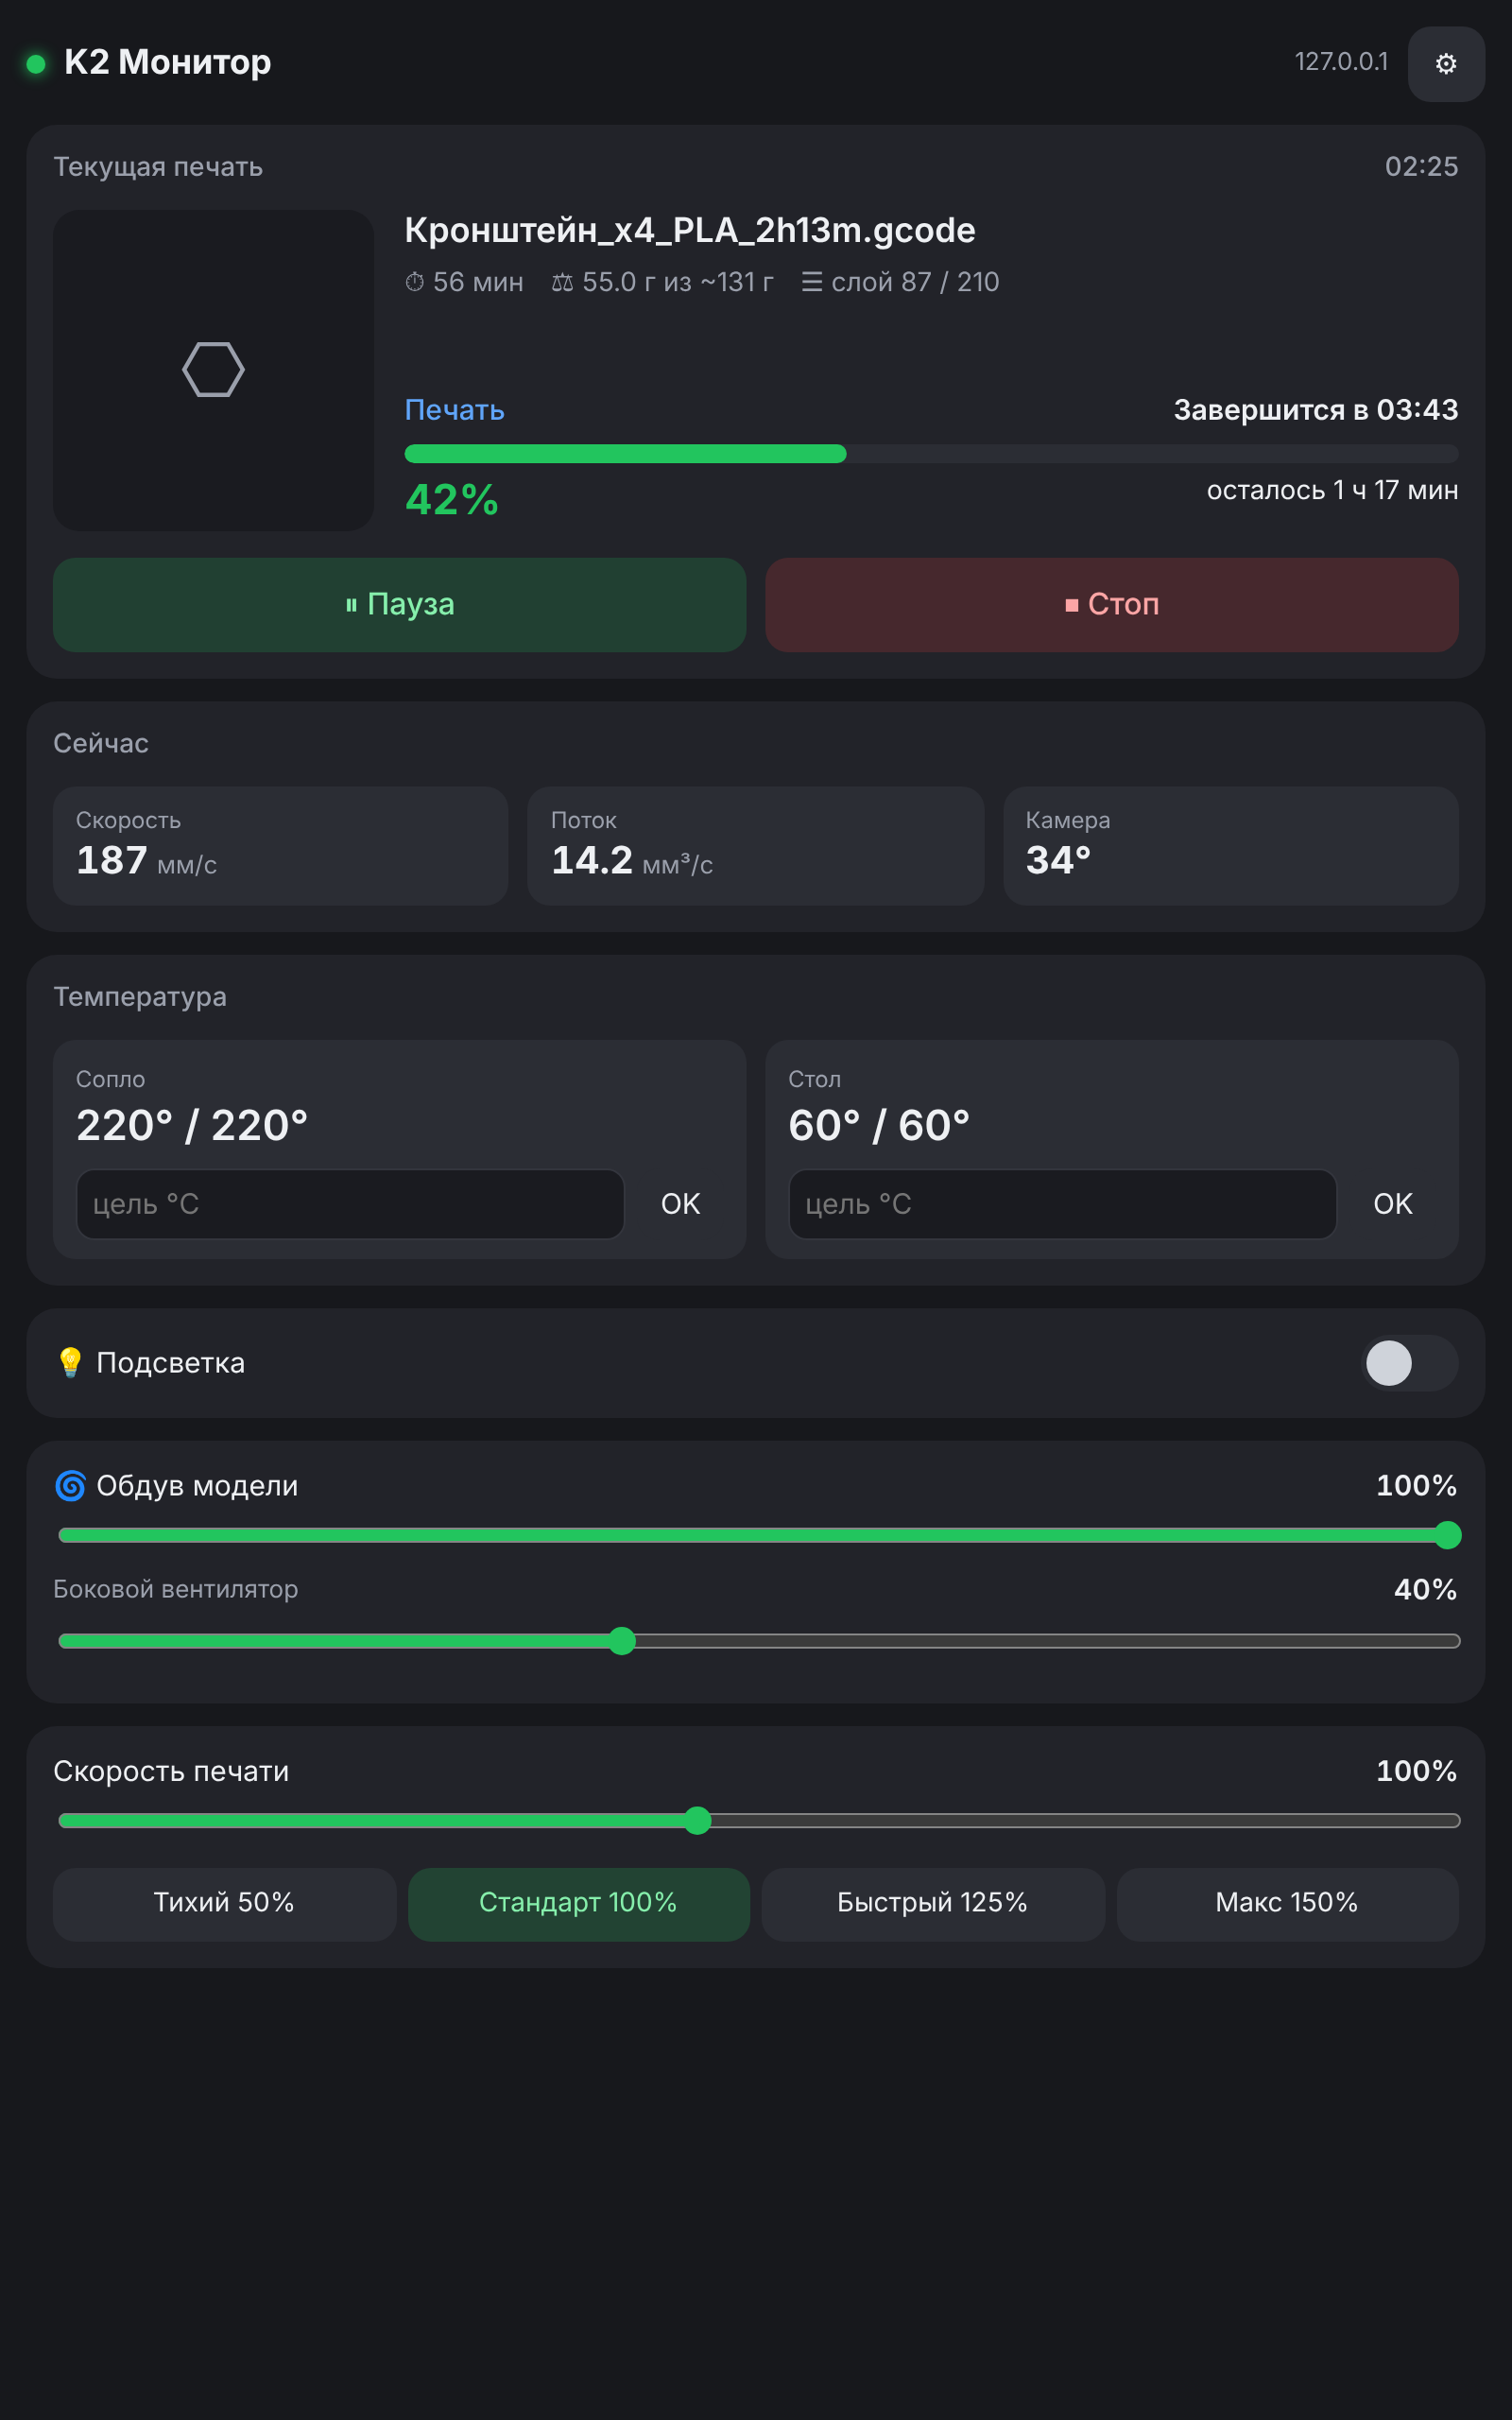 K2 Монитор 127.0.0.1 ⚙
Текущая печать 02:25
Кронштейн_x4_PLA_2h13m.gcode
⏱ 56 мин ⚖ 55.0 г из ~131 г ☰ слой 87 / 210
Печать Завершится в 03:43
42% осталось 1 ч 17 мин
⏸ Пауза ⏹ Стоп
Сейчас
Скорость Поток Камера
187 мм/с 14.2 мм³/с 34°
Температура
Сопло Стол
220° / 220° 60° / 60°
цель °C OK цель °C OK
💡 Подсветка
🌀 Обдув модели 100%
Боковой вентилятор 40%
Скорость печати 100%
Тихий 50% Стандарт 100% Быстрый 125% Макс 150%